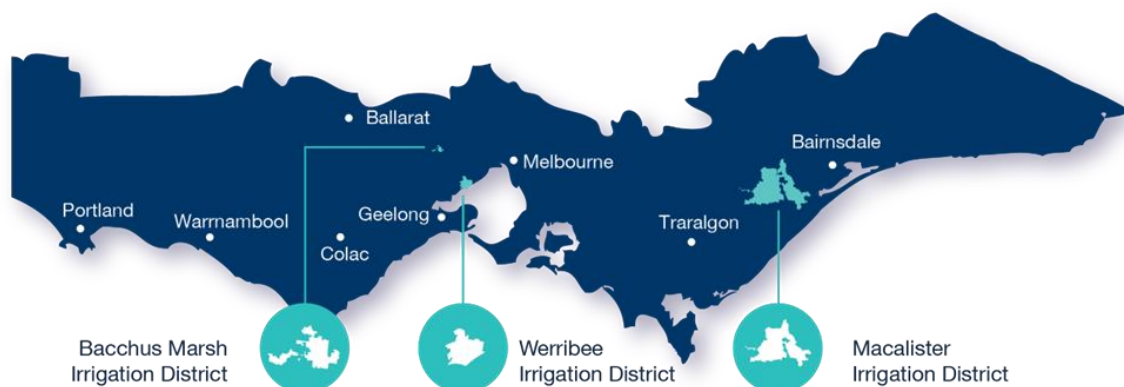 Ballarat
Bairnsdale
Melbourne
Portland
Geelong
Warrnambool
Traralgon
Colac
Bacchus Marsh
Irrigation District
Werribee
Irrigation District
Macalister
Irrigation District